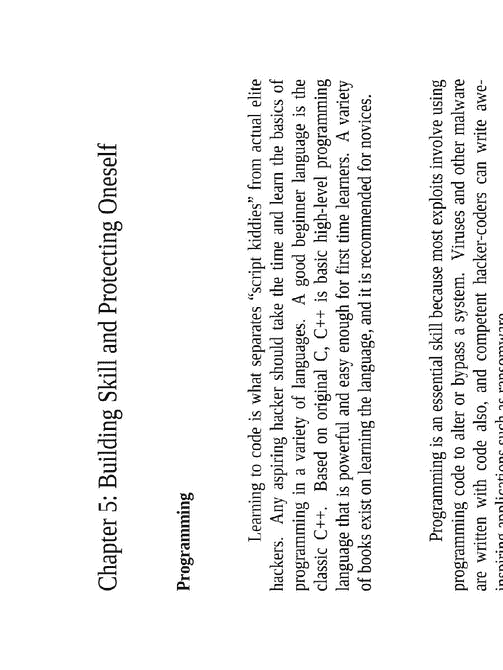 Chapter 5: Building Skill and Protecting Oneself
Programming
Learning to code is what separates “script kiddies” from actual elite
hackers. Any aspiring hacker should take the time and learn the basics of
programming in a variety of languages. A good beginner language is the
classic C++. Based on original C, C++ is basic high-level programming
language that is powerful and easy enough for first time learners. A variety
of books exist on learning the language, and it is recommended for novices.
Programming is an essential skill because most exploits involve using
programming code to alter or bypass a system. Viruses and other malware
are written with code also, and competent hacker-coders can write awe-
inspiring applications such as ransomware.